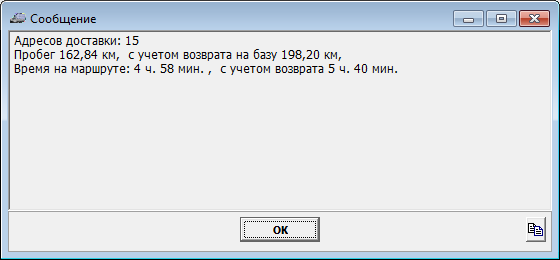 Сообщение
Адресов доставки: 15
Пробег 162,84 км,  с учетом возврата на базу 198,20 км,
Время на маршруте: 4 ч. 58 мин. ,  с учетом возврата 5 ч. 40 мин.
ОК